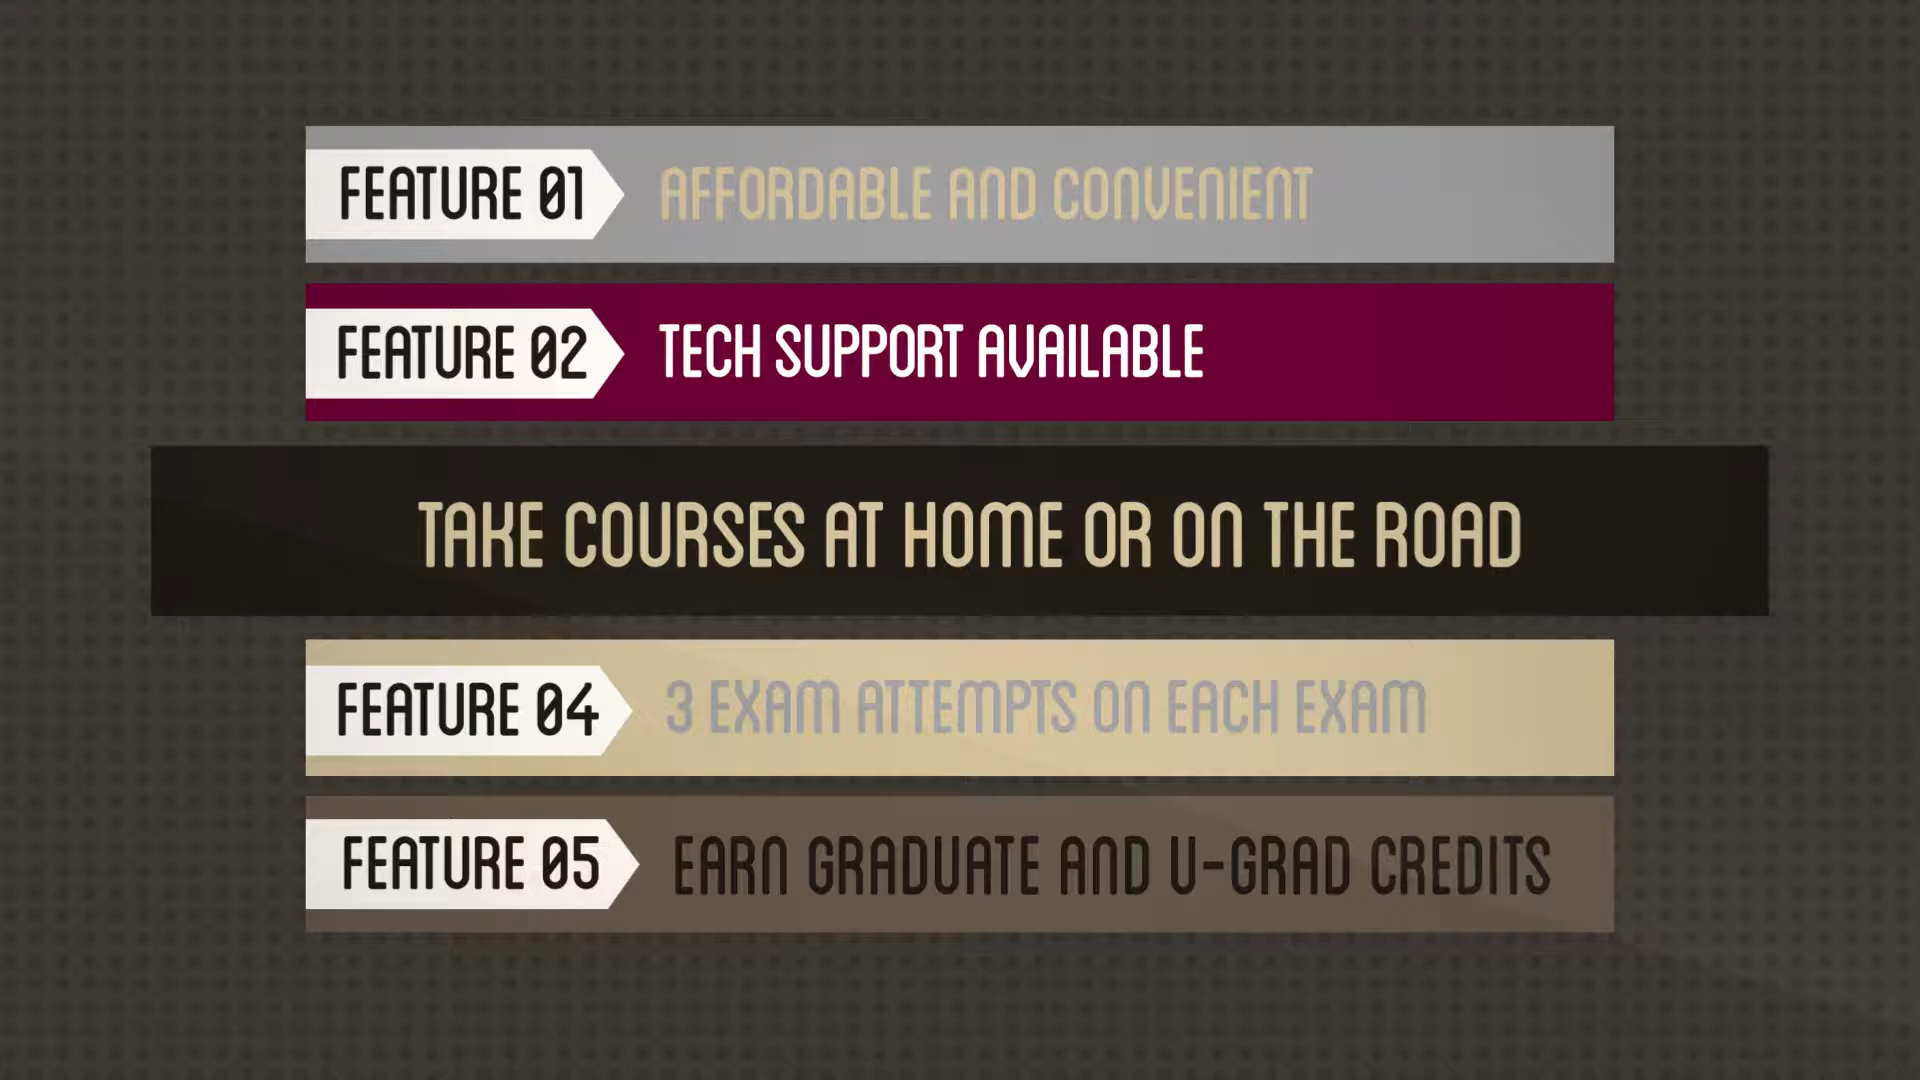 FEATURE 01 AFFORDABLE AND CONVENIENT
FEATURE 02 TECH SUPPORT AVAILABLE
TAKE COURSES AT HOME OR ON THE ROAD
FEATURE 04 3 EXAM ATTEMPTS ON EACH EXAM
FEATURE 05 EARN GRADUATE AND U-GRAD CREDITS